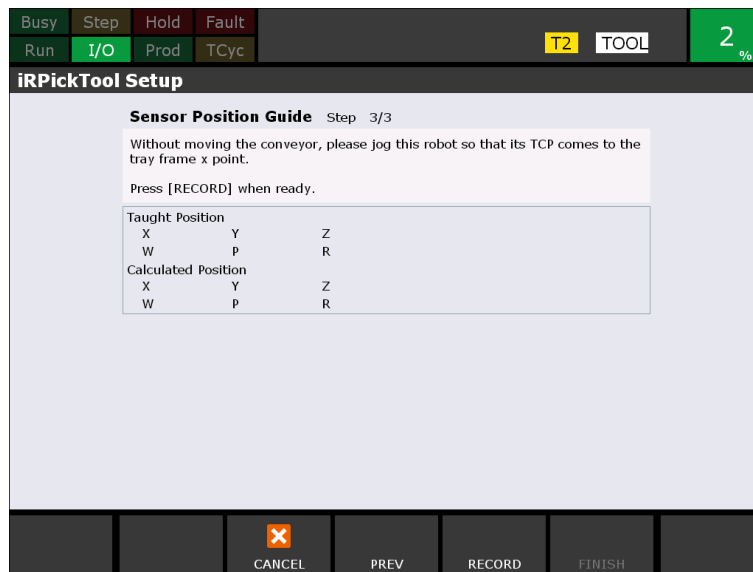 Busy Step Hold Fault
Run I/O Prod TCyc
T2 TOOL
2 %
iRPickTool Setup
Sensor Position Guide Step 3/3
Without moving the conveyor, please jog this robot so that its TCP comes to the
tray frame x point.
Press [RECORD] when ready.
Taught Position
X Y Z
W P R
Calculated Position
X Y Z
W P R
CANCEL PREV RECORD FINISH